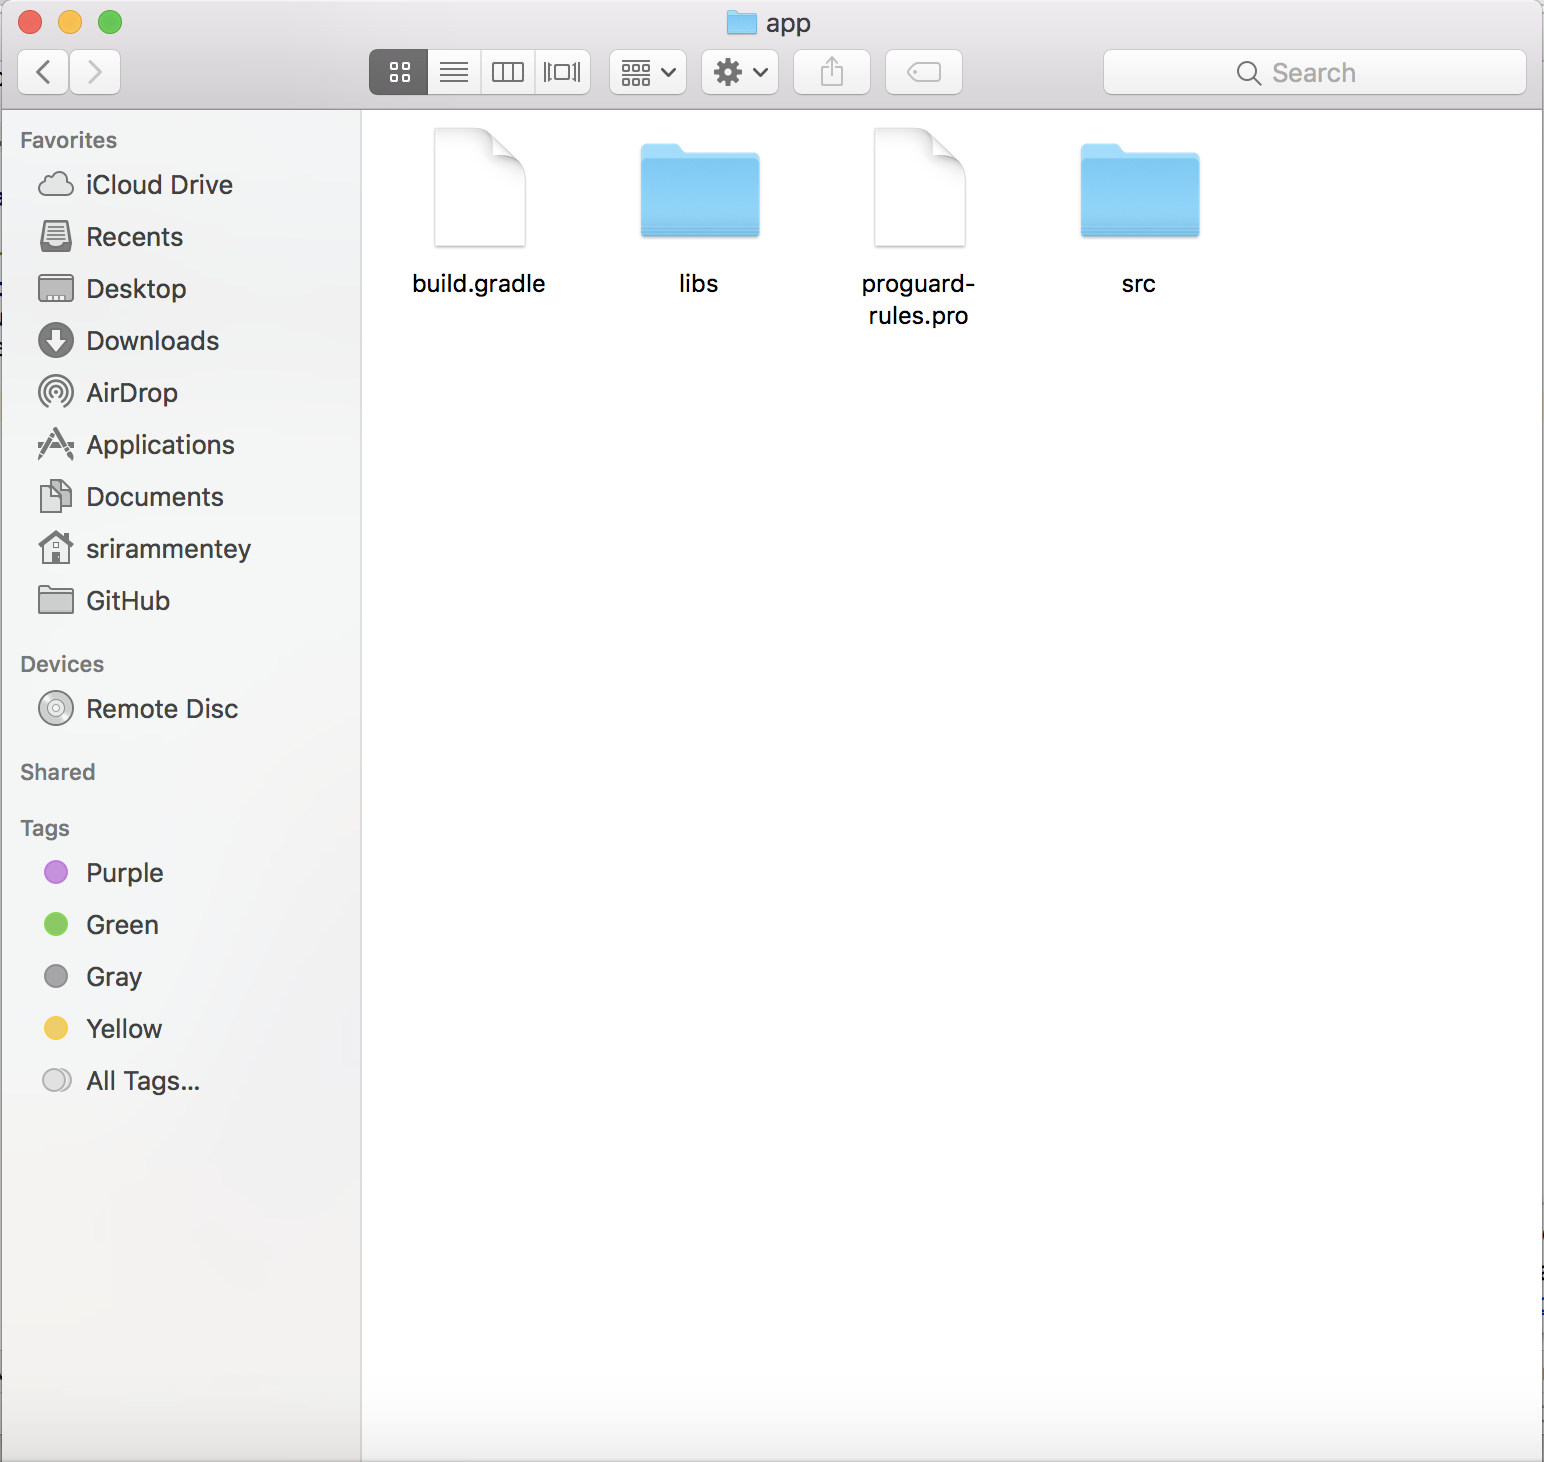 app
Search
Favorites
iCloud Drive
Recents
Desktop
Downloads
AirDrop
Applications
Documents
srirammentey
GitHub
Devices
Remote Disc
Shared
Tags
Purple
Green
Gray
Yellow
All Tags...
build.gradle
libs
proguard-
rules.pro
src